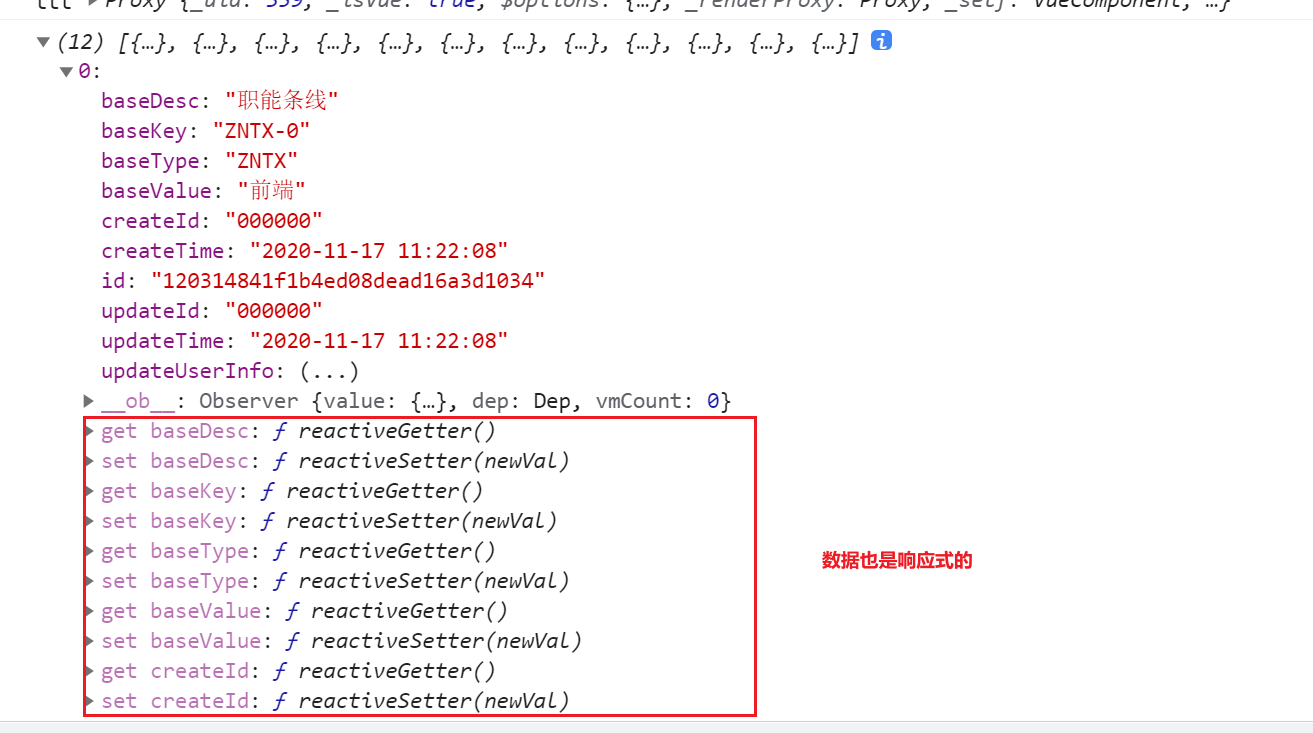 ttt ▶Proxy {_uid: 359, _isVue: true, $options: {…}, _renderProxy: Proxy, _self: VueComponent, …}
▼(12) [{…}, {…}, {…}, {…}, {…}, {…}, {…}, {…}, {…}, {…}, {…}, {…}] i
▼0:
baseDesc: "职能条线"
baseKey: "ZNTX-0"
baseType: "ZNTX"
baseValue: "前端"
createId: "000000"
createTime: "2020-11-17 11:22:08"
id: "120314841f1b4ed08dead16a3d1034"
updateId: "000000"
updateTime: "2020-11-17 11:22:08"
updateUserInfo: (...)
▶__ob__: Observer {value: {…}, dep: Dep, vmCount: 0}
▶get baseDesc: ƒ reactiveGetter()
▶set baseDesc: ƒ reactiveSetter(newVal)
▶get baseKey: ƒ reactiveGetter()
▶set baseKey: ƒ reactiveSetter(newVal)
▶get baseType: ƒ reactiveGetter()
数据也是响应式的
▶set baseType: ƒ reactiveSetter(newVal)
▶get baseValue: ƒ reactiveGetter()
▶set baseValue: ƒ reactiveSetter(newVal)
▶get createId: ƒ reactiveGetter()
▶set createId: ƒ reactiveSetter(newVal)